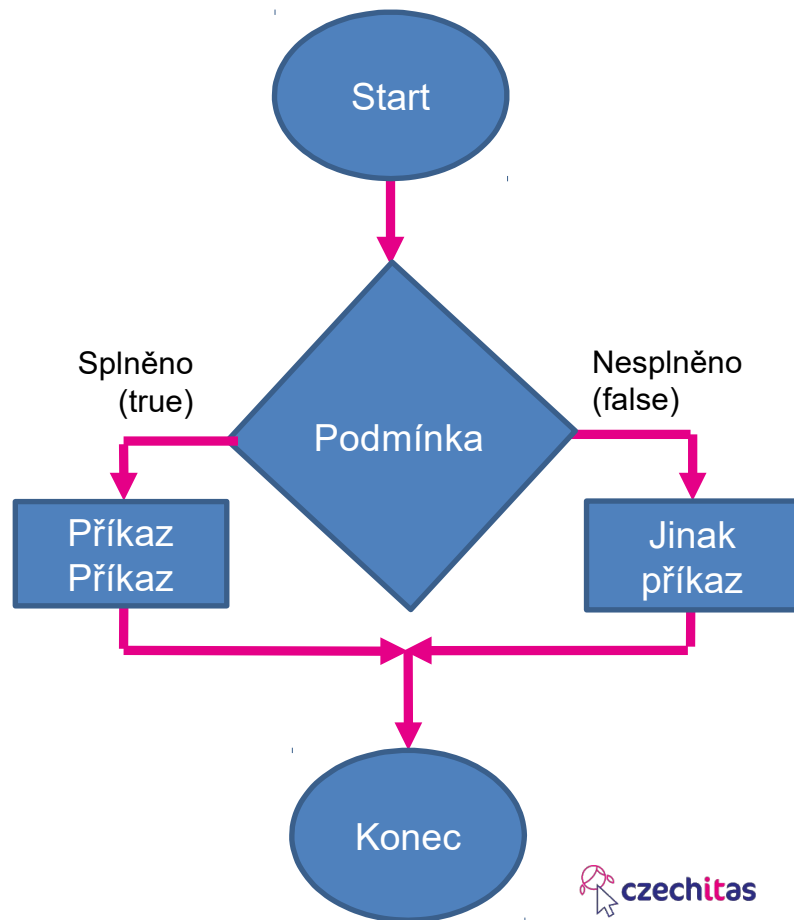 Start
Splněno
(true)
Nesplněno
(false)
Podmínka
Příkaz
Příkaz
Jinak
příkaz
Konec
czechitas